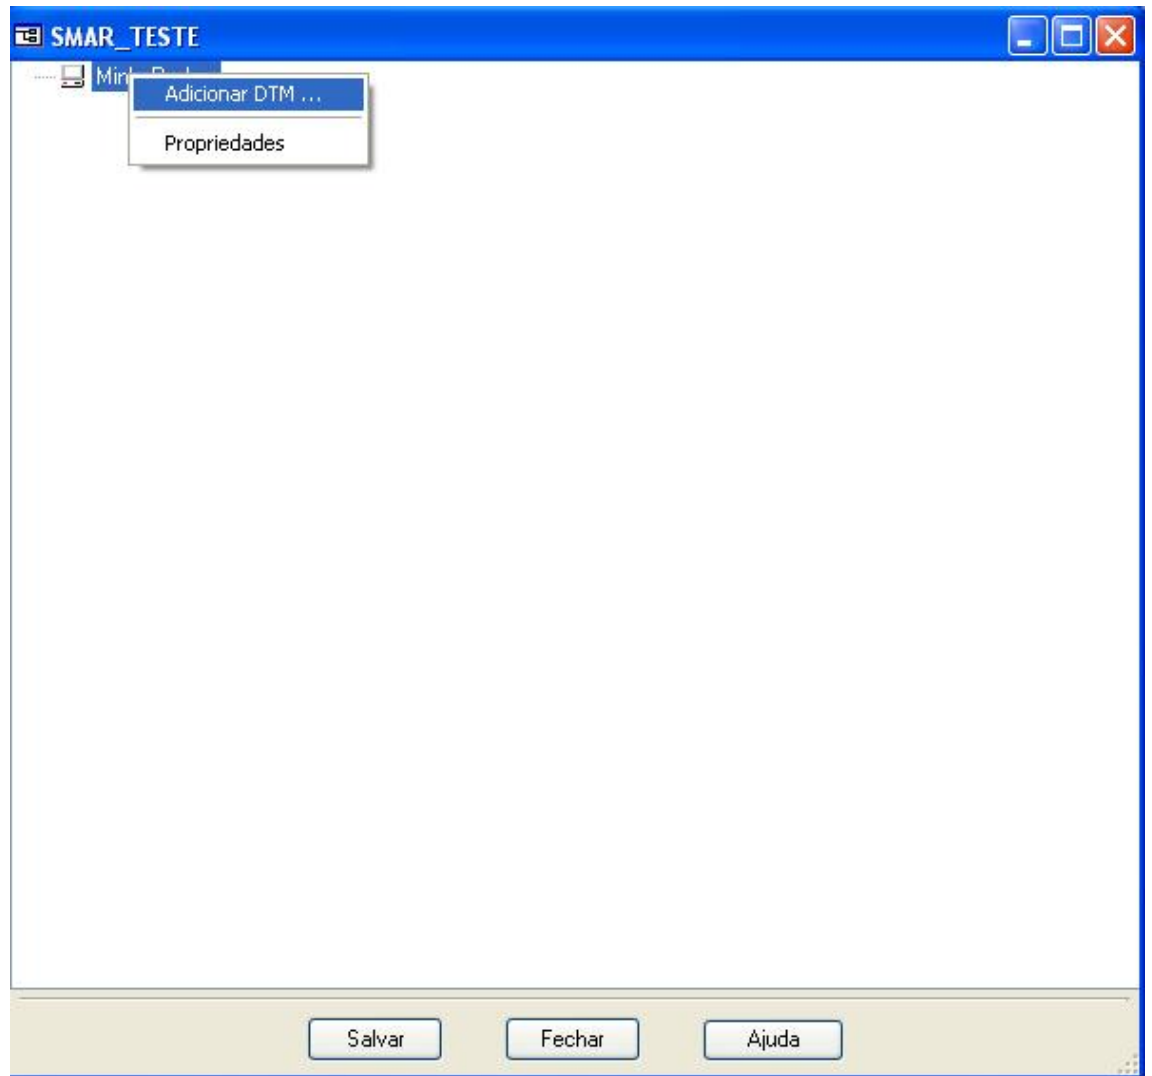 SMAR_TESTE
Adicionar DTM ...
Propriedades
Salvar
Fechar
Ajuda